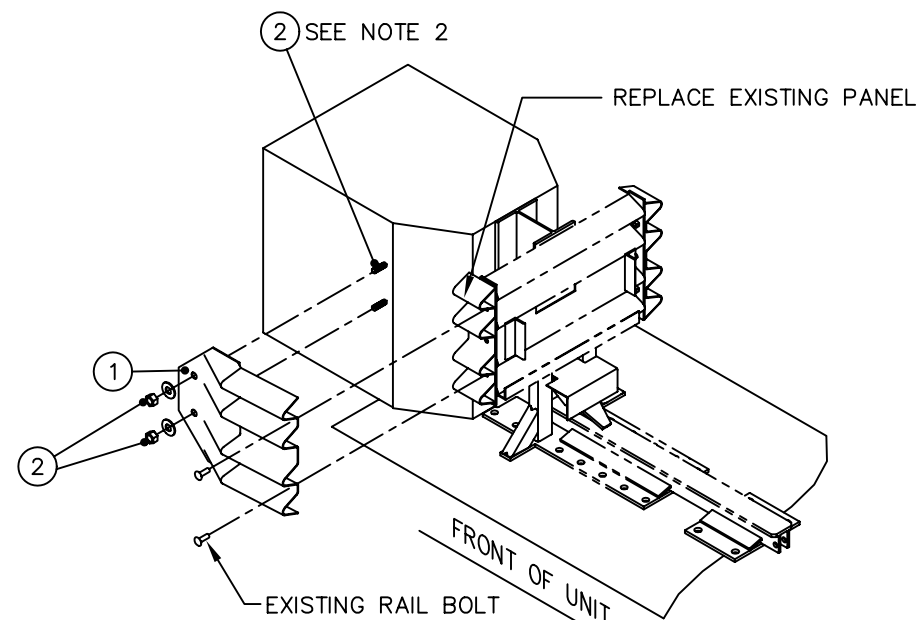 2 SEE NOTE 2
REPLACE EXISTING PANEL
1
2
FRONT OF UNIT
EXISTING RAIL BOLT